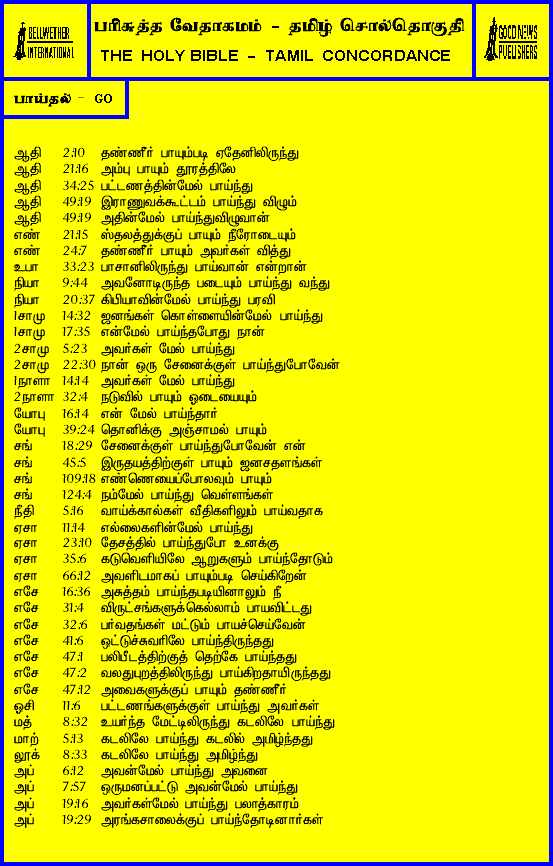 BELLWETHER
INTERNATIONAL
பரிசுத்த வேதாகமம் - தமிழ் சொல்தொகுதி
THE HOLY BIBLE - TAMIL CONCORDANCE
GOOD NEWS
PUBLISHERS
பாய்தல் - GO
ஆதி 2:10 தண்ணீர் பாயும்படி ஏதேனிலிருந்து
ஆதி 21:16 அம்பு பாயும் தூரத்திலே
ஆதி 34:25 பட்டணத்தின்மேல் பாய்ந்து
ஆதி 49:19 இராணுவக்கூட்டம் பாய்ந்து விழும்
ஆதி 49:19 அதின்மேல் பாய்ந்துவிழுவான்
எண் 21:15 ஸ்தலத்துக்குப் பாயும் நீரோடையும்
எண் 24:7 தண்ணீர் பாயும் அவர்கள் வித்து
உபா 33:23 பாசானிலிருந்து பாய்வான் என்றான்
நியா 9:44 அவனோடிருந்த படையும் பாய்ந்து வந்து
நியா 20:37 கிபியாவின்மேல் பாய்ந்து பரவி
1சாமு 14:32 ஜனங்கள் கொள்ளையின்மேல் பாய்ந்து
1சாமு 17:35 என்மேல் பாய்ந்தபோது நான்
2சாமு 5:23 அவர்கள் மேல் பாய்ந்து
2சாமு 22:30 நான் ஒரு சேனைக்குள் பாய்ந்துபோவேன்
1நாளா 14:14 அவர்கள் மேல் பாய்ந்து
2நாளா 32:4 நடுவில் பாயும் ஓடையையும்
யோபு 16:14 என் மேல் பாய்ந்தார்
யோபு 39:24 தொனிக்கு அஞ்சாமல் பாயும்
சங் 18:29 சேனைக்குள் பாய்ந்துபோவேன் என்
சங் 45:5 இருதயத்திற்குள் பாயும் ஜனசதளங்கள்
சங் 109:18 எண்ணெயைப்போலவும் பாயும்
சங் 124:4 நம்மேல் பாய்ந்து வெள்ளங்கள்
நீதி 5:16 வாய்க்கால்கள் வீதிகளிலும் பாய்வதாக
ஏசா 11:14 எல்லைகளின்மேல் பாய்ந்து
ஏசா 23:10 தேசத்தில் பாய்ந்துபோ உனக்கு
ஏசா 35:6 கடுவெளியிலே ஆறுகளும் பாய்ந்தோடும்
ஏசா 66:12 அவளிடமாகப் பாயும்படி செய்கிறேன்
எசே 16:36 அசுத்தம் பாய்ந்தபடியினாலும் நீ
எசே 31:4 விருட்சங்களுக்கெல்லாம் பாயவிட்டது
எசே 32:6 பர்வதங்கள் மட்டும் பாயச்செய்வேன்
எசே 41:6 ஒட்டுச்சுவரிலே பாய்ந்திருந்தது
எசே 47:1 பலிபீடத்திற்குத் தெற்கே பாய்ந்தது
எசே 47:2 வலதுபுறத்திலிருந்து பாய்கிறதாயிருந்தது
எசே 47:12 அவைகளுக்குப் பாயும் தண்ணீர்
ஓசி 11:6 பட்டணங்களுக்குள் பாய்ந்து அவர்கள்
மத் 8:32 உயர்ந்த மேட்டிலிருந்து கடலிலே பாய்ந்து
மாற் 5:13 கடலிலே பாய்ந்து கடலில் அமிழ்ந்தது
லூக் 8:33 கடலிலே பாய்ந்து அமிழ்ந்து
அப் 6:12 அவன்மேல் பாய்ந்து அவனை
அப் 7:57 ஒருமனப்பட்டு அவன்மேல் பாய்ந்து
அப் 19:16 அவர்கள்மேல் பாய்ந்து பலாத்காரம்
அப் 19:29 அரங்கசாலைக்குப் பாய்ந்தோடினார்கள்